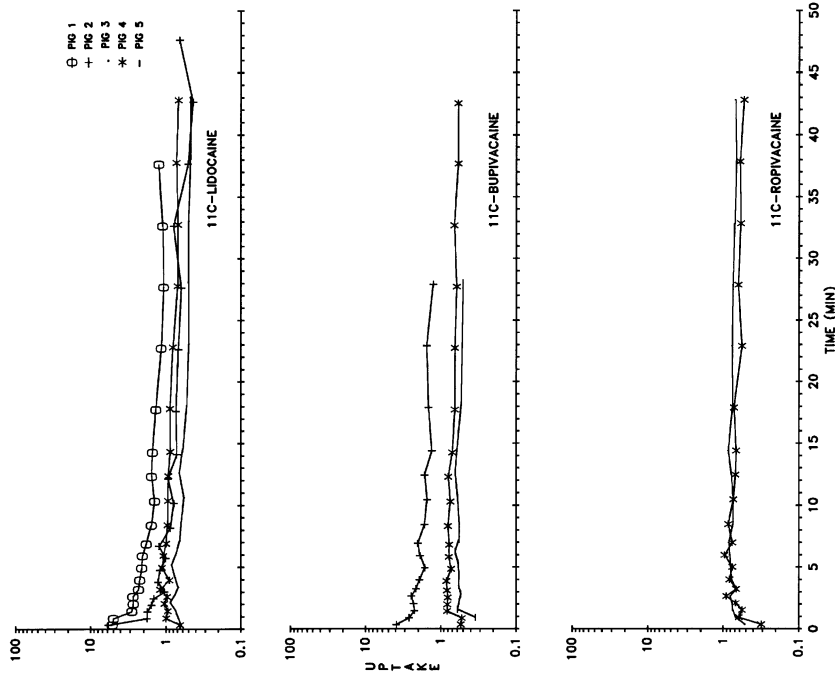 100
10
1
0.1
⊖ PIG 1
+ PIG 2
· PIG 3
* PIG 4
− PIG 5
11C-LIDOCAINE
UPTAKE
100
10
1
0.1
11C-BUPIVACAINE
100
10
1
0.1
11C-ROPIVACAINE
0 5 10 15 20 25 30 35 40 45 50
TIME (MIN)